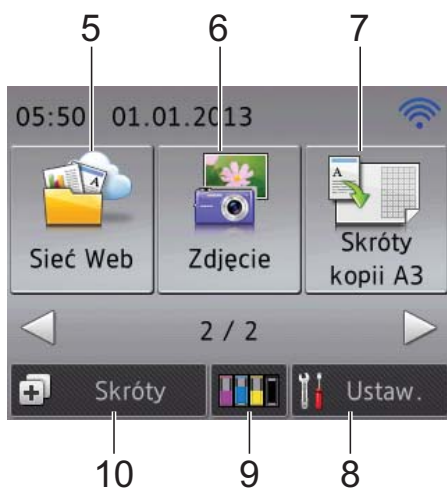 5 6 7
05:50 01.01.2013
Sieć Web Zdjęcie Skróty
kopii A3
2 / 2
Skróty Ustaw.
10 9 8